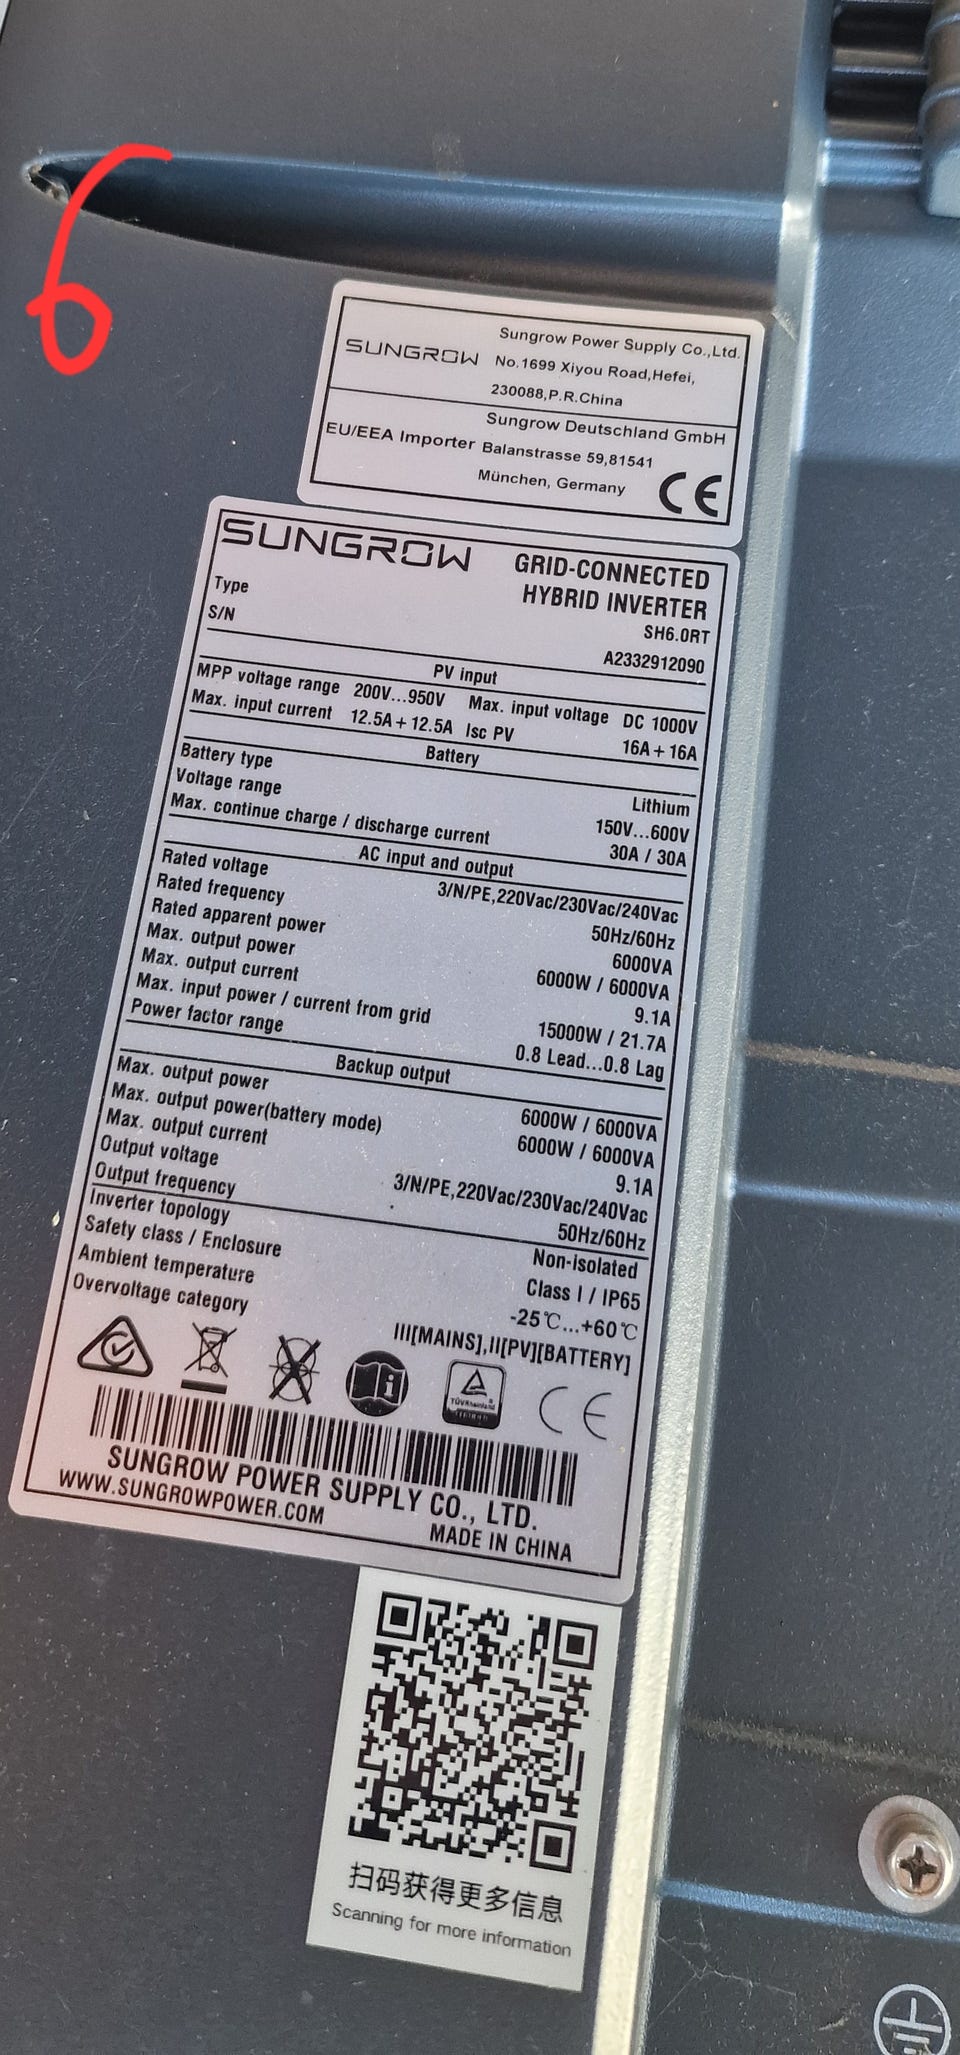 6
SUNGROW
Sungrow Power Supply Co.,Ltd.
No.1699 Xiyou Road,Hefei,
230088,P.R.China
EU/EEA Importer
Sungrow Deutschland GmbH
Balanstrasse 59,81541
München, Germany
CE
SUNGROW
GRID-CONNECTED
HYBRID INVERTER
Type SH6.0RT
S/N A2332912090
PV input
MPP voltage range 200V...950V Max. input voltage DC 1000V
Max. input current 12.5A+12.5A Isc PV 16A+16A
Battery
Battery type Lithium
Voltage range 150V...600V
Max. continue charge / discharge current 30A / 30A
AC input and output
Rated voltage 3/N/PE,220Vac/230Vac/240Vac
Rated frequency 50Hz/60Hz
Rated apparent power 6000VA
Max. output power 6000W / 6000VA
Max. output current 9.1A
Max. input power / current from grid 15000W / 21.7A
Power factor range 0.8 Lead...0.8 Lag
Backup output
Max. output power 6000W / 6000VA
Max. output power(battery mode) 6000W / 6000VA
Max. output current 9.1A
Output voltage 3/N/PE,220Vac/230Vac/240Vac
Output frequency 50Hz/60Hz
Inverter topology Non-isolated
Safety class / Enclosure Class I / IP65
Ambient temperature -25℃...+60℃
Overvoltage category III[MAINS],II[PV][BATTERY]
TÜVRheinland
CE
SUNGROW POWER SUPPLY CO., LTD.
WWW.SUNGROWPOWER.COM
MADE IN CHINA
扫码获得更多信息
Scanning for more information